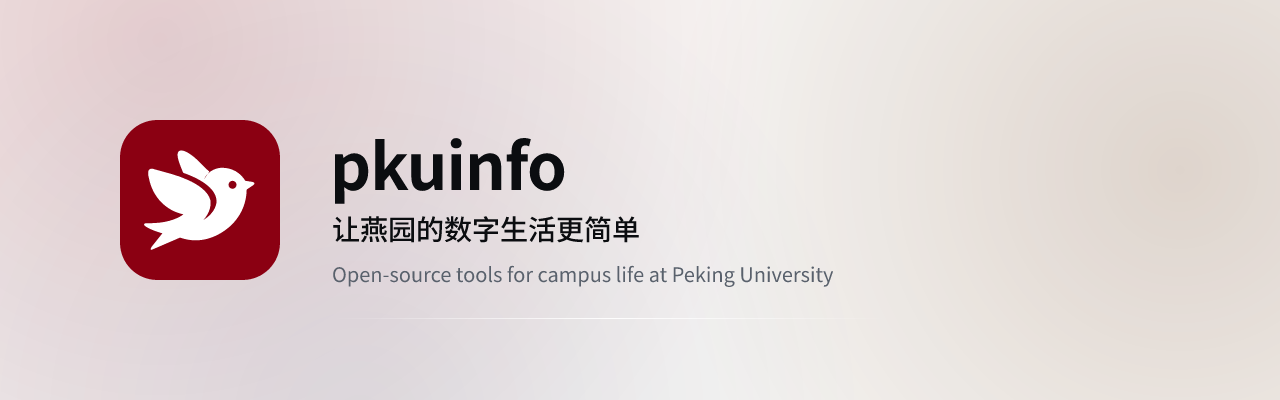 pkuinfo
让燕园的数字生活更简单
Open-source tools for campus life at Peking University